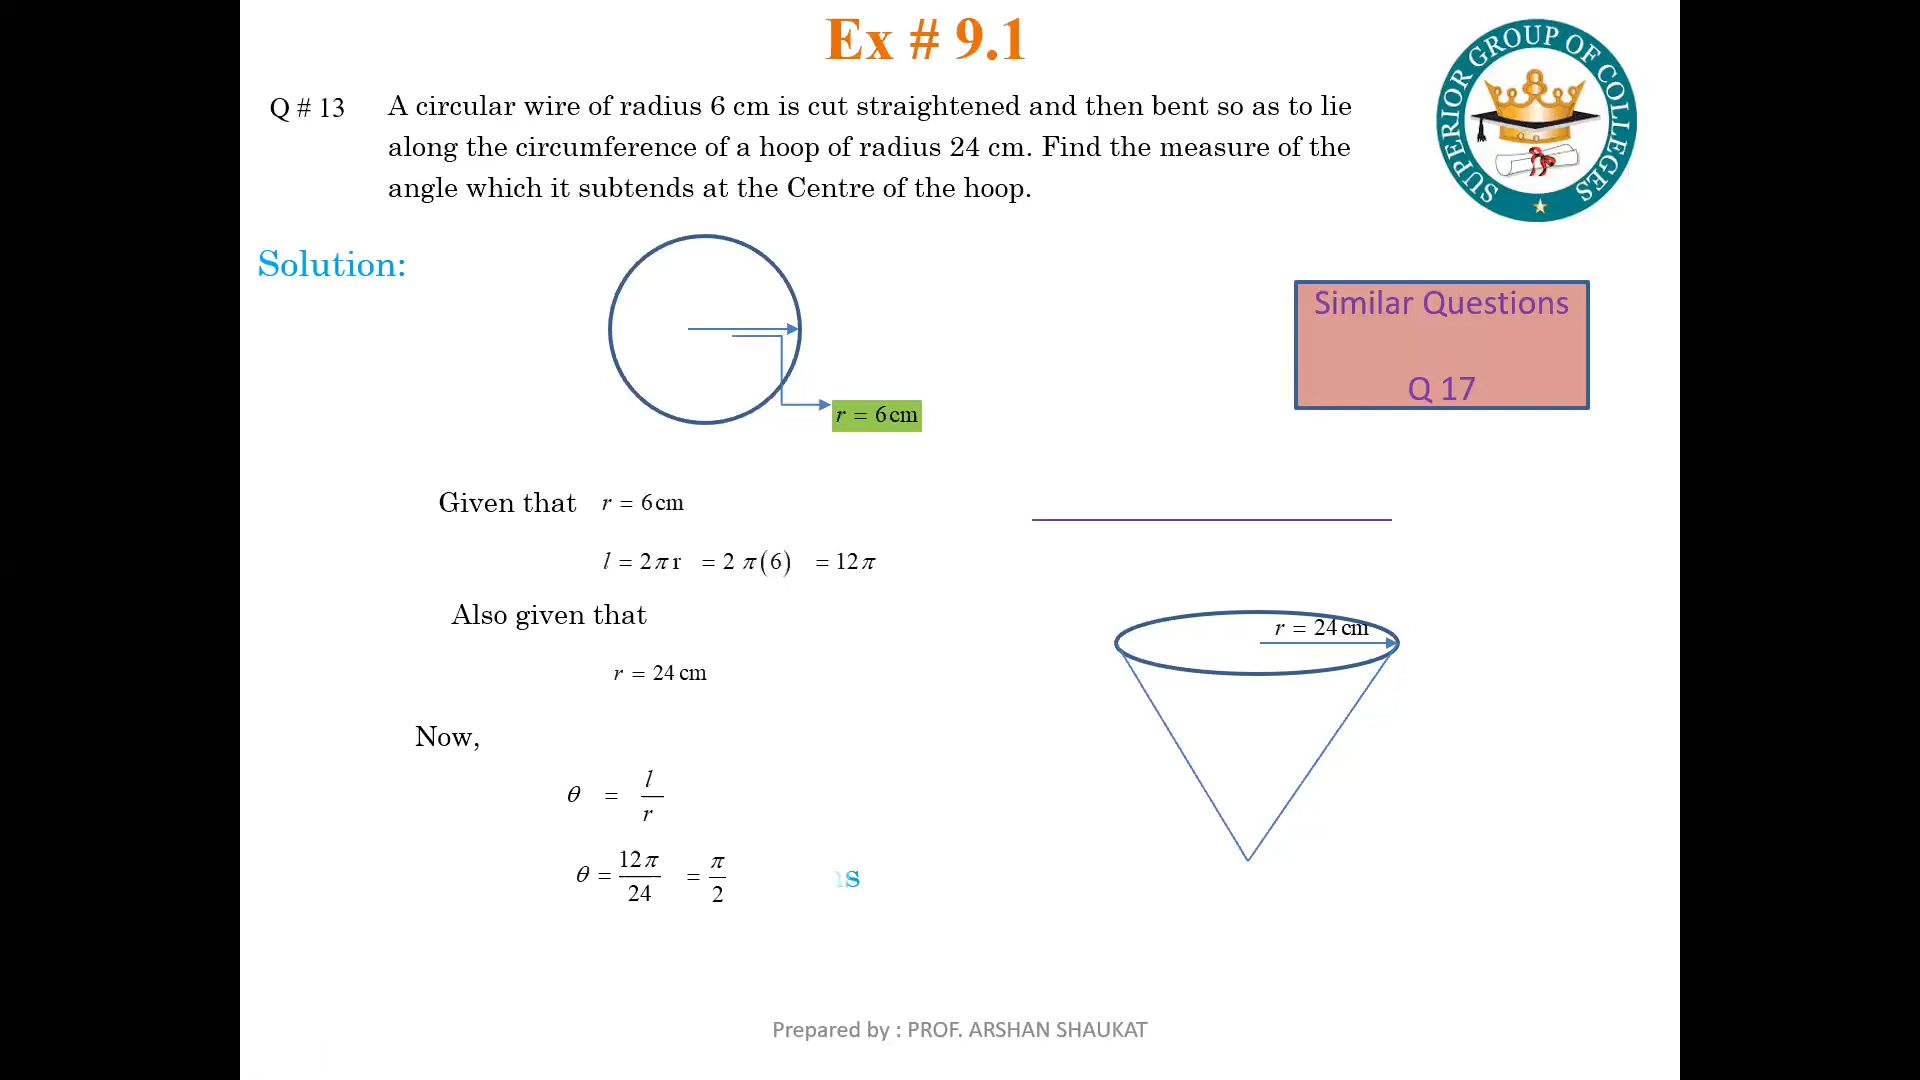 Ex # 9.1
SUPERIOR GROUP OF COLLEGES
Q # 13 A circular wire of radius 6 cm is cut straightened and then bent so as to lie
along the circumference of a hoop of radius 24 cm. Find the measure of the
angle which it subtends at the Centre of the hoop.
Solution:
Similar Questions
Q 17
r = 6cm
Given that r = 6cm
l = 2πr = 2 π(6) = 12π
Also given that
r = 24 cm
r = 24 cm
Now,
θ = l/r
θ = 12π/24 = π/2
Prepared by : PROF. ARSHAN SHAUKAT